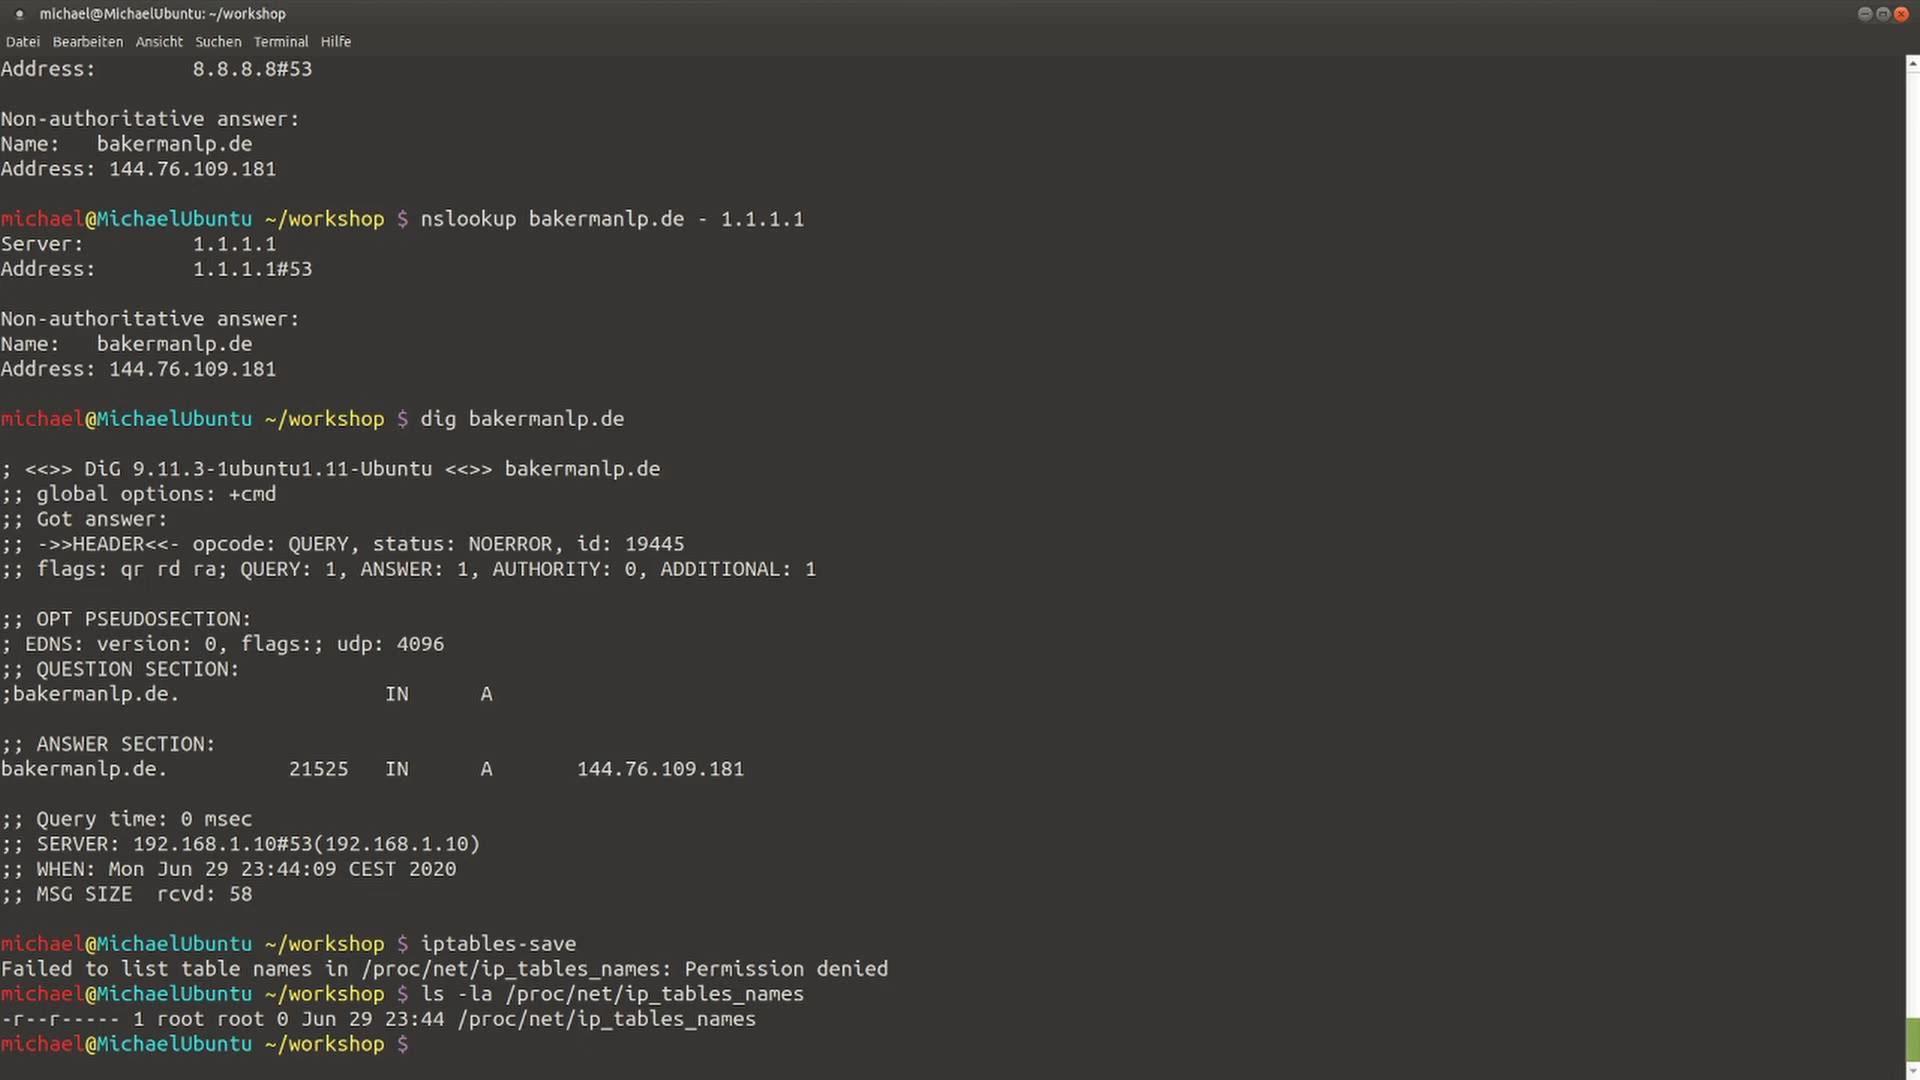 michael@MichaelUbuntu: ~/workshop
Datei Bearbeiten Ansicht Suchen Terminal Hilfe
Address:        8.8.8.8#53
Non-authoritative answer:
Name:   bakermanlp.de
Address: 144.76.109.181
michael@MichaelUbuntu ~/workshop $ nslookup bakermanlp.de - 1.1.1.1
Server:         1.1.1.1
Address:        1.1.1.1#53
Non-authoritative answer:
Name:   bakermanlp.de
Address: 144.76.109.181
michael@MichaelUbuntu ~/workshop $ dig bakermanlp.de
; <<>> DiG 9.11.3-1ubuntu1.11-Ubuntu <<>> bakermanlp.de
;; global options: +cmd
;; Got answer:
;; ->>HEADER<<- opcode: QUERY, status: NOERROR, id: 19445
;; flags: qr rd ra; QUERY: 1, ANSWER: 1, AUTHORITY: 0, ADDITIONAL: 1
;; OPT PSEUDOSECTION:
; EDNS: version: 0, flags:; udp: 4096
;; QUESTION SECTION:
;bakermanlp.de.                 IN      A
;; ANSWER SECTION:
bakermanlp.de.          21525   IN      A       144.76.109.181
;; Query time: 0 msec
;; SERVER: 192.168.1.10#53(192.168.1.10)
;; WHEN: Mon Jun 29 23:44:09 CEST 2020
;; MSG SIZE  rcvd: 58
michael@MichaelUbuntu ~/workshop $ iptables-save
Failed to list table names in /proc/net/ip_tables_names: Permission denied
michael@MichaelUbuntu ~/workshop $ ls -la /proc/net/ip_tables_names
-r--r----- 1 root root 0 Jun 29 23:44 /proc/net/ip_tables_names
michael@MichaelUbuntu ~/workshop $